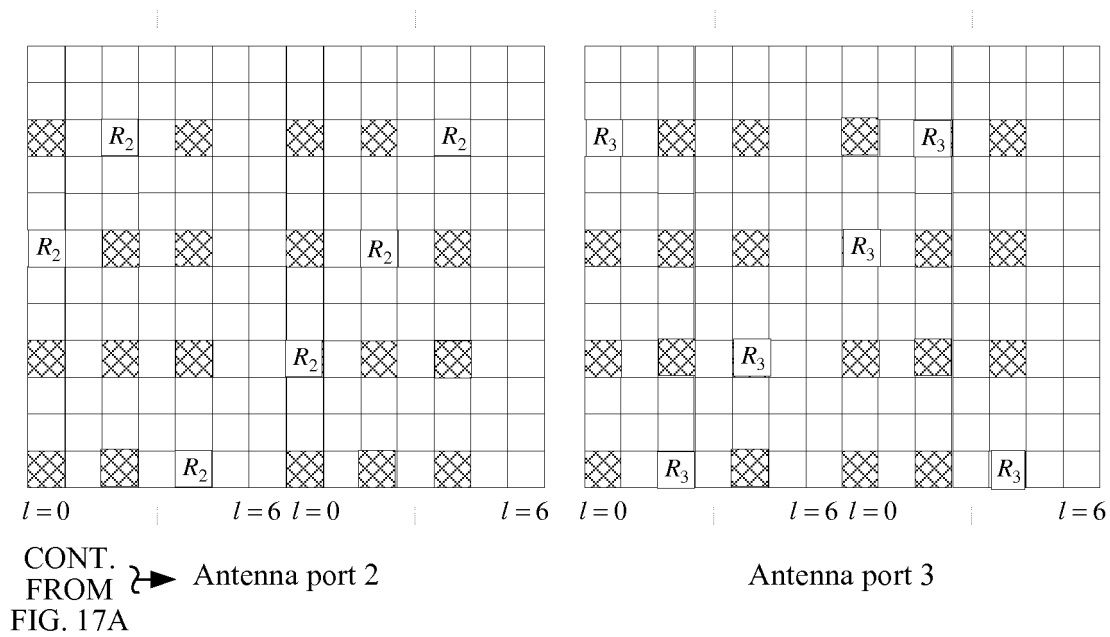 R₂ R₂ R₃ R₃
R₂ R₂ R₃
R₂ R₃
R₂ R₃ R₃
l = 0 l = 6 l = 0 l = 6 l = 0 l = 6 l = 0 l = 6
CONT.
FROM
FIG. 17A
Antenna port 2
Antenna port 3